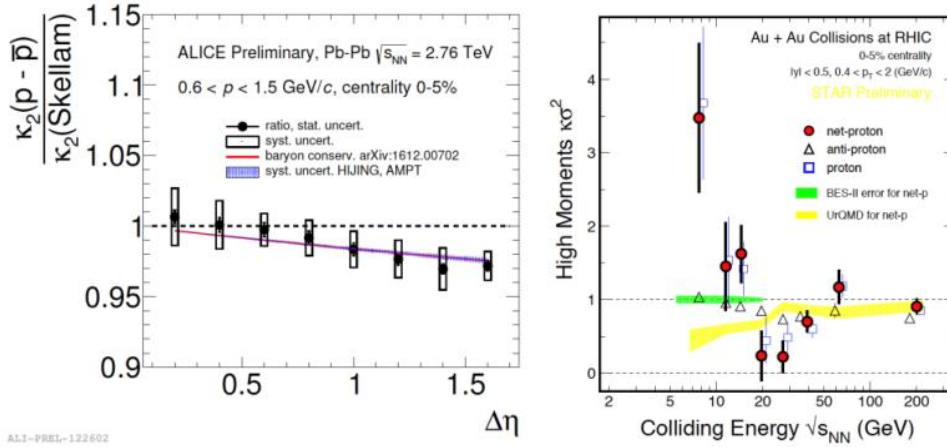 κ₂(p - p̅)
κ₂(Skellam)
1.15
1.1
1.05
1
0.95
0.9
ALICE Preliminary, Pb-Pb √sNN = 2.76 TeV
0.6 < p < 1.5 GeV/c, centrality 0-5%
ratio, stat. uncert.
syst. uncert.
baryon conserv. arXiv:1612.00702
syst. uncert. HIJING, AMPT
0.5 1 1.5
Δη
ALI-PREL-122602
High Moments κσ²
4
3
2
1
0
Au + Au Collisions at RHIC
0-5% centrality
|y| < 0.5, 0.4 < pT < 2 (GeV/c)
STAR Preliminary
net-proton
anti-proton
proton
BES-II error for net-p
UrQMD for net-p
5 10 20 50 100 200
Colliding Energy √sNN (GeV)